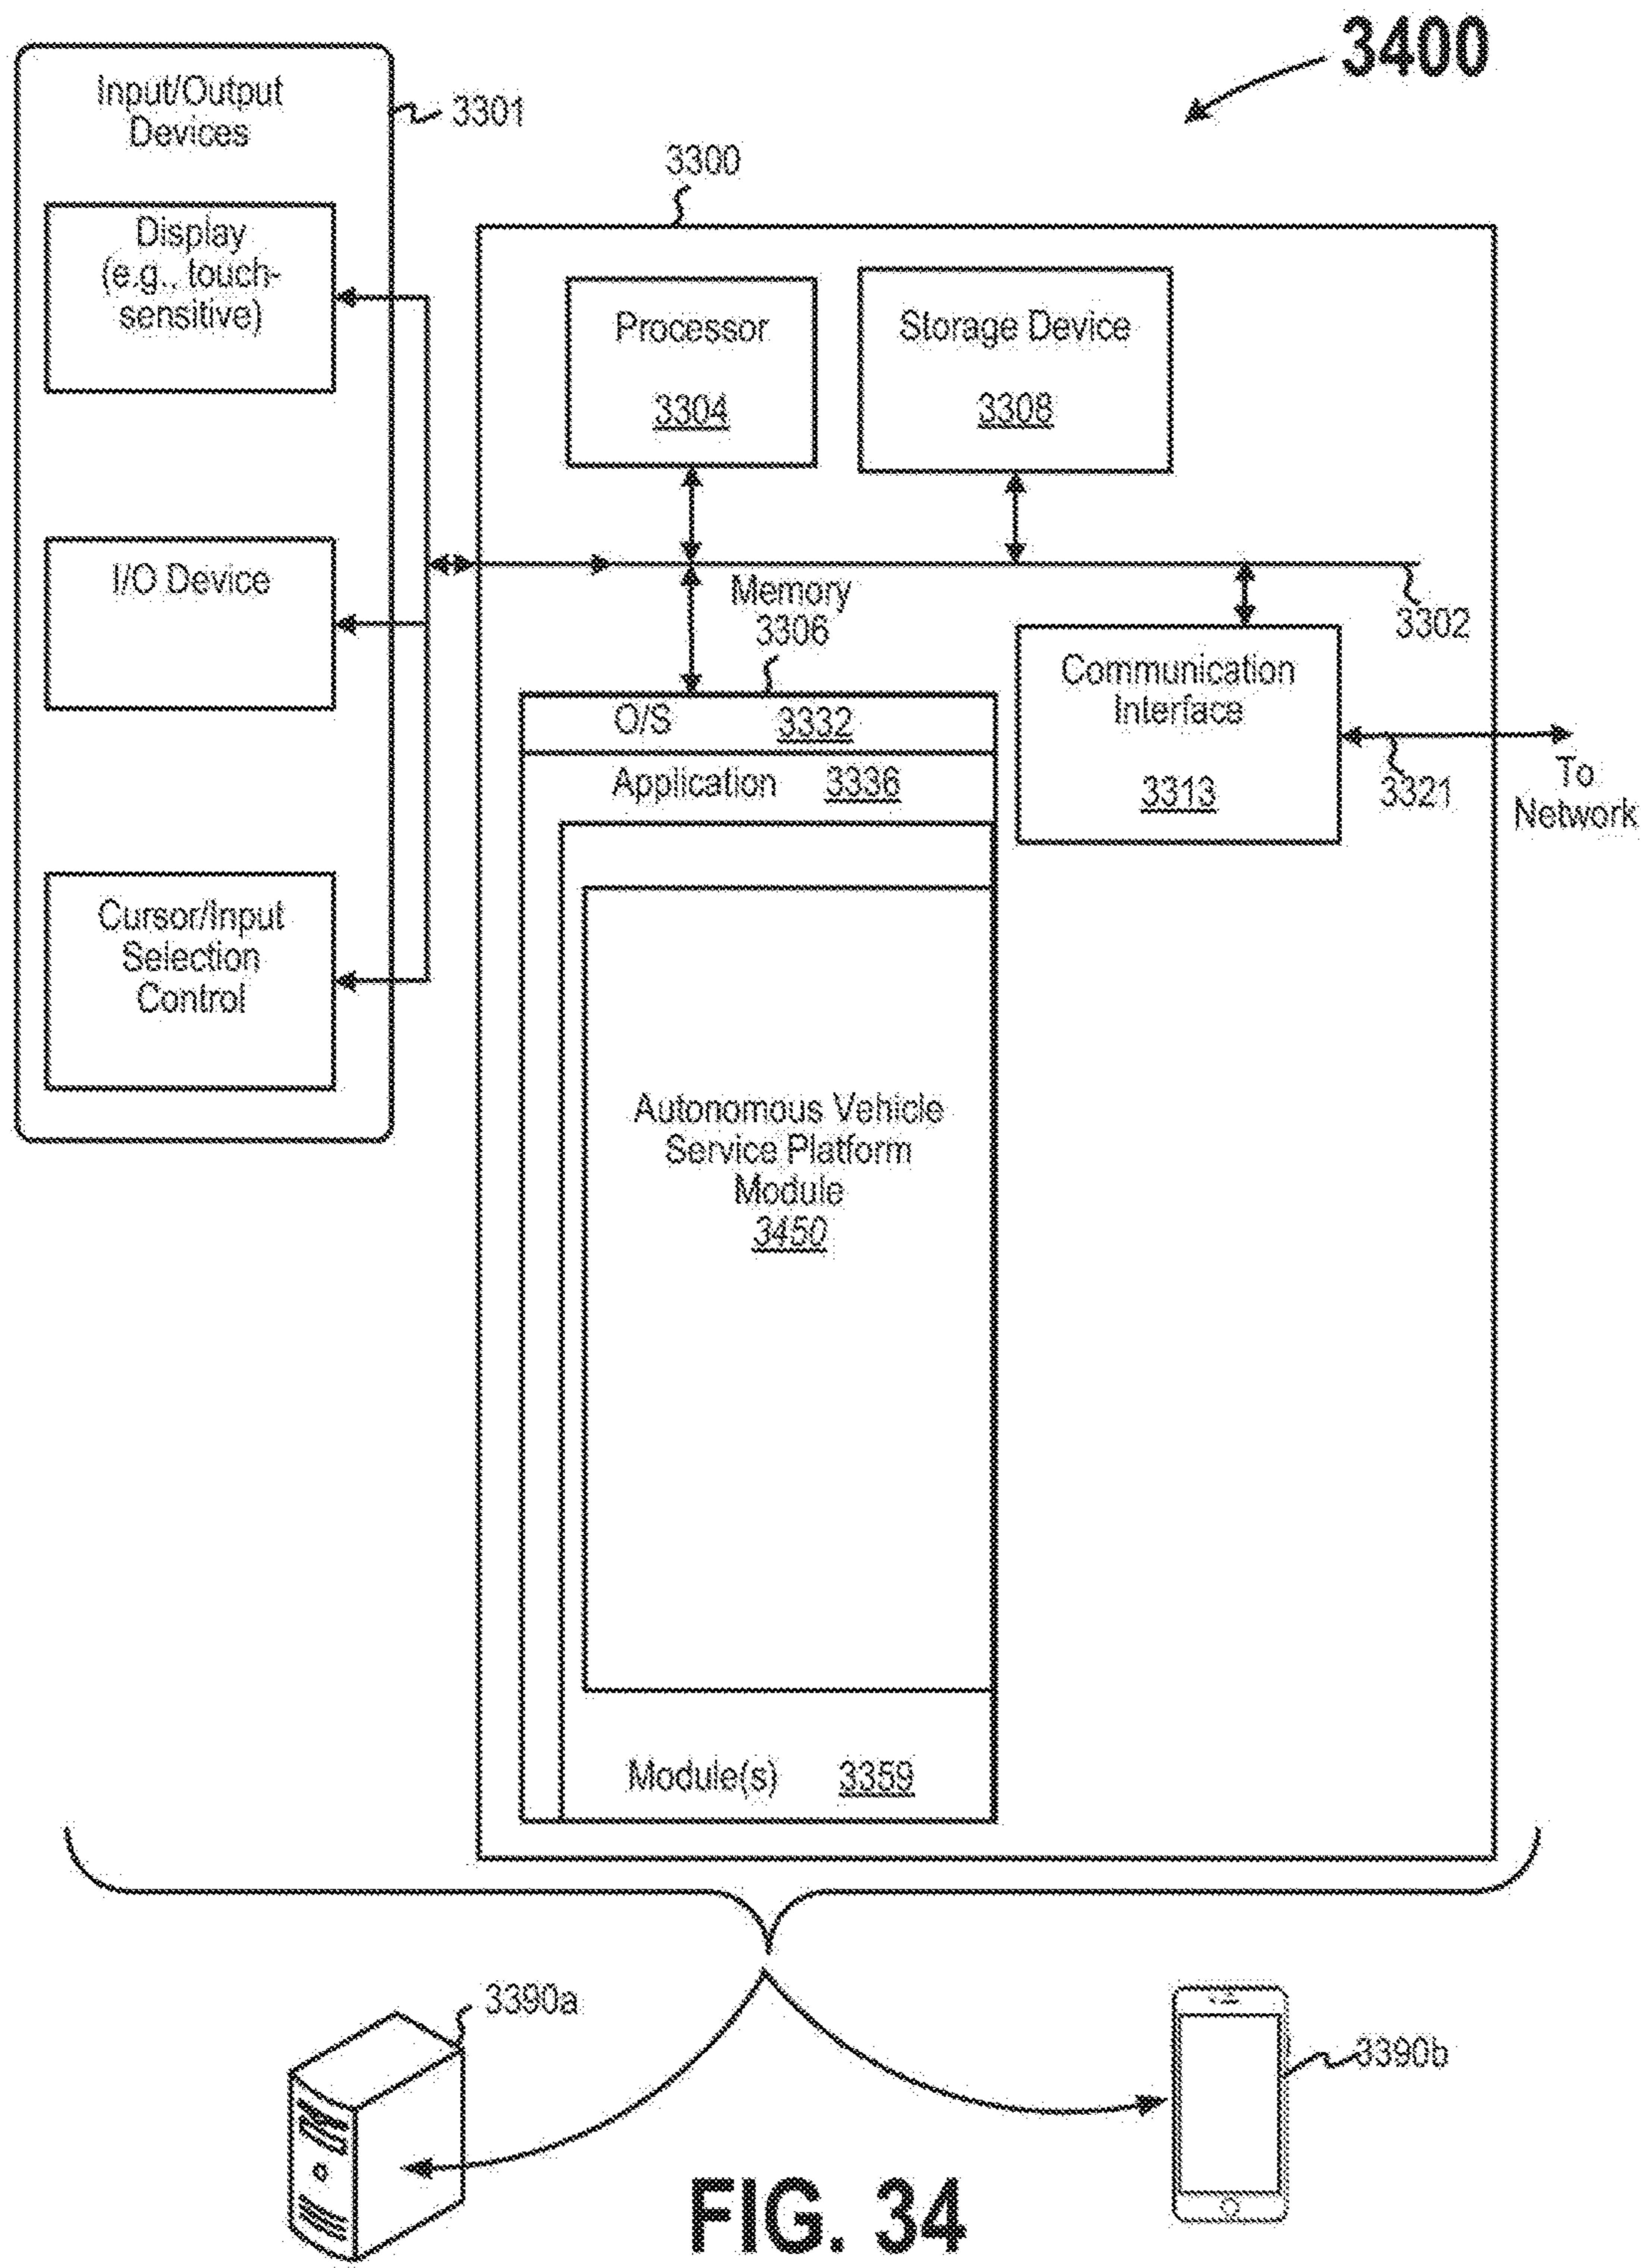 3400
Input/Output
Devices
3301
3300
Display
(e.g., touch-
sensitive)
Processor
3304
Storage Device
3308
I/O Device
Memory
3306
3302
Communication
Interface
3313
3321
To
Network
O/S 3332
Application 3336
Cursor/Input
Selection
Control
Autonomous Vehicle
Service Platform
Module
3450
Module(s) 3359
3390a
3390b
FIG. 34